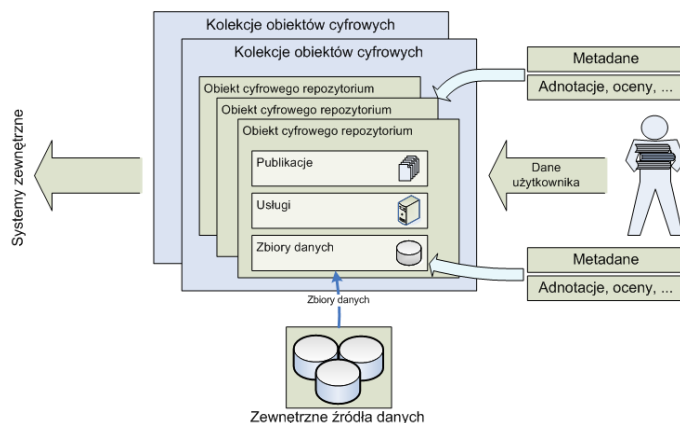 Kolekcje obiektów cyfrowych
Kolekcje obiektów cyfrowych
Obiekt cyfrowego repozytorium
Obiekt cyfrowego repozytorium
Obiekt cyfrowego repozytorium
Publikacje
Usługi
Zbiory danych
Zbiory danych
Zewnętrzne źródła danych
Systemy zewnętrzne
Metadane
Adnotacje, oceny, ...
Dane
użytkownika
Metadane
Adnotacje, oceny, ...